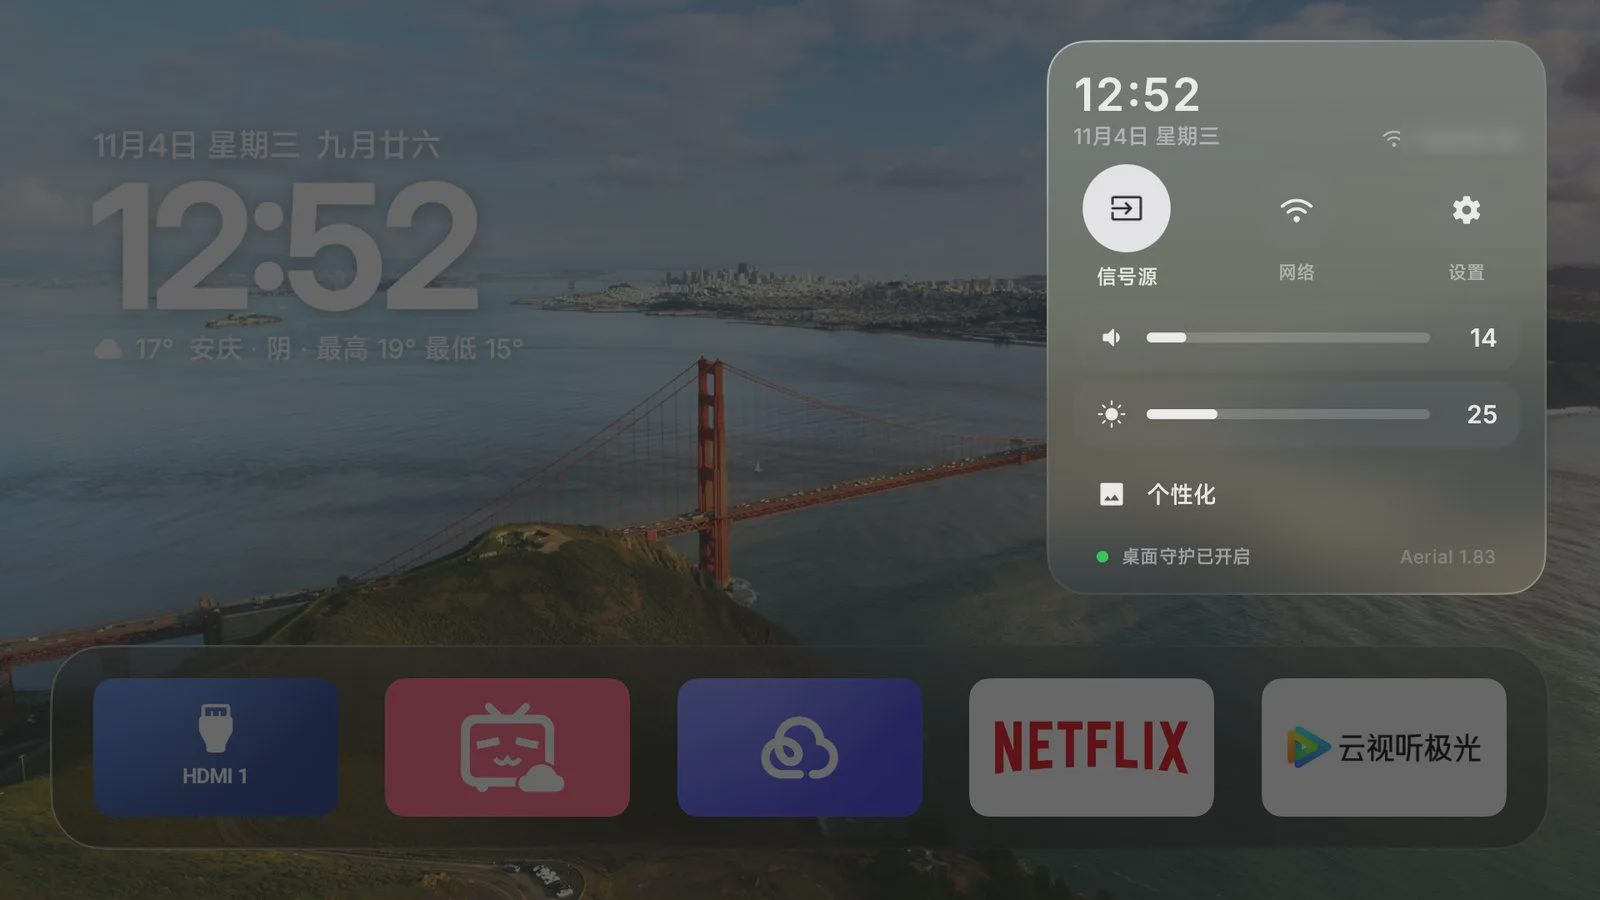 11月4日 星期三 九月廿六
12:52
17° 安庆 · 阴 · 最高 19° 最低 15°
12:52
11月4日 星期三
信号源
网络
设置
14
25
个性化
桌面守护已开启
Aerial 1.83
HDMI 1
NETFLIX
云视听极光